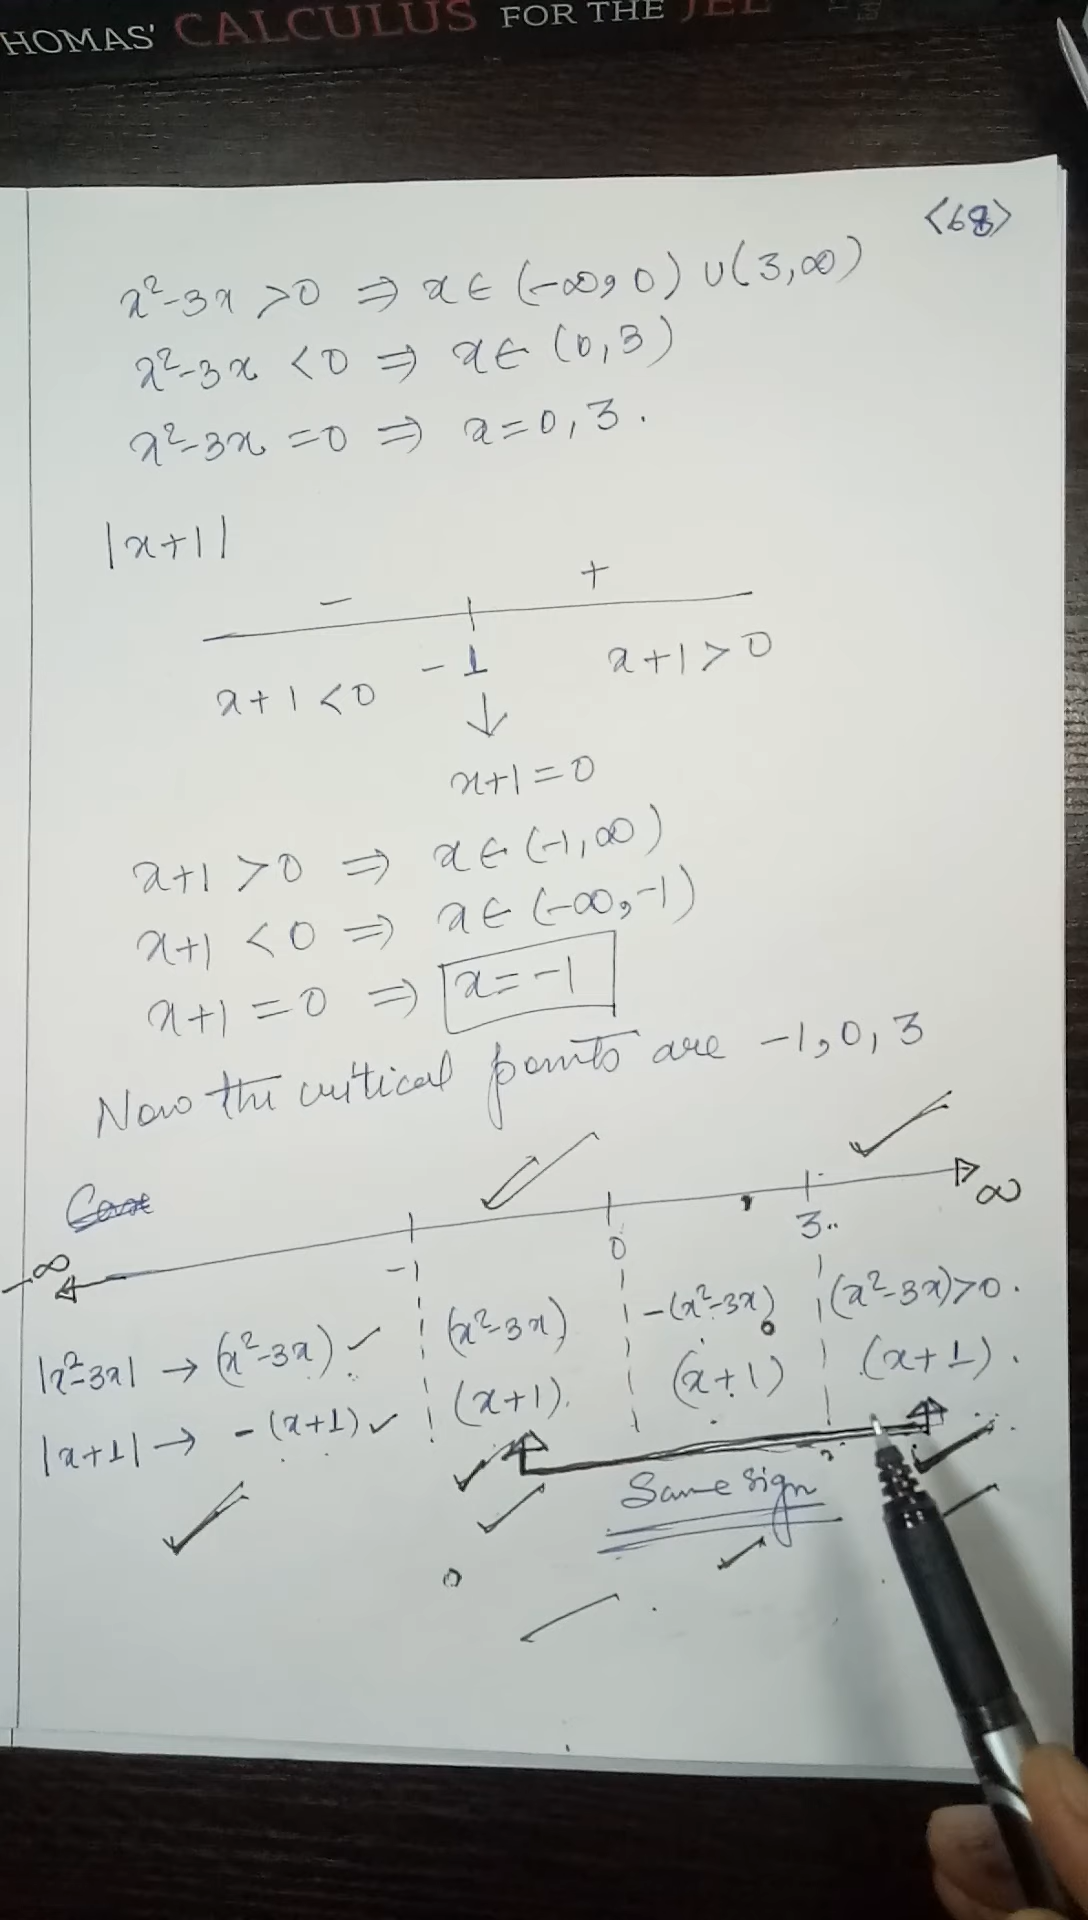 HOMAS' CALCULUS FOR THE JEE
<68>
x²-3x >0 ⇒ x∈ (-∞,0) ∪(3,∞)
x²-3x <0 ⇒ x∈ (0,3)
x²-3x =0 ⇒ x=0,3.
|x+1|
- +
-1
x+1<0 x+1>0
↓
x+1=0
x+1 >0 ⇒ x∈ (-1,∞)
x+1 <0 ⇒ x∈ (-∞,-1)
x+1 =0 ⇒ x=-1
Now the critical points are -1,0,3
-∞ -1 0 3 ∞
|x²-3x| → (x²-3x) ✓ (x²-3x) -(x²-3x) (x²-3x)>0.
|x+1| → -(x+1) ✓ (x+1). (x+1) (x+1).
Same sign